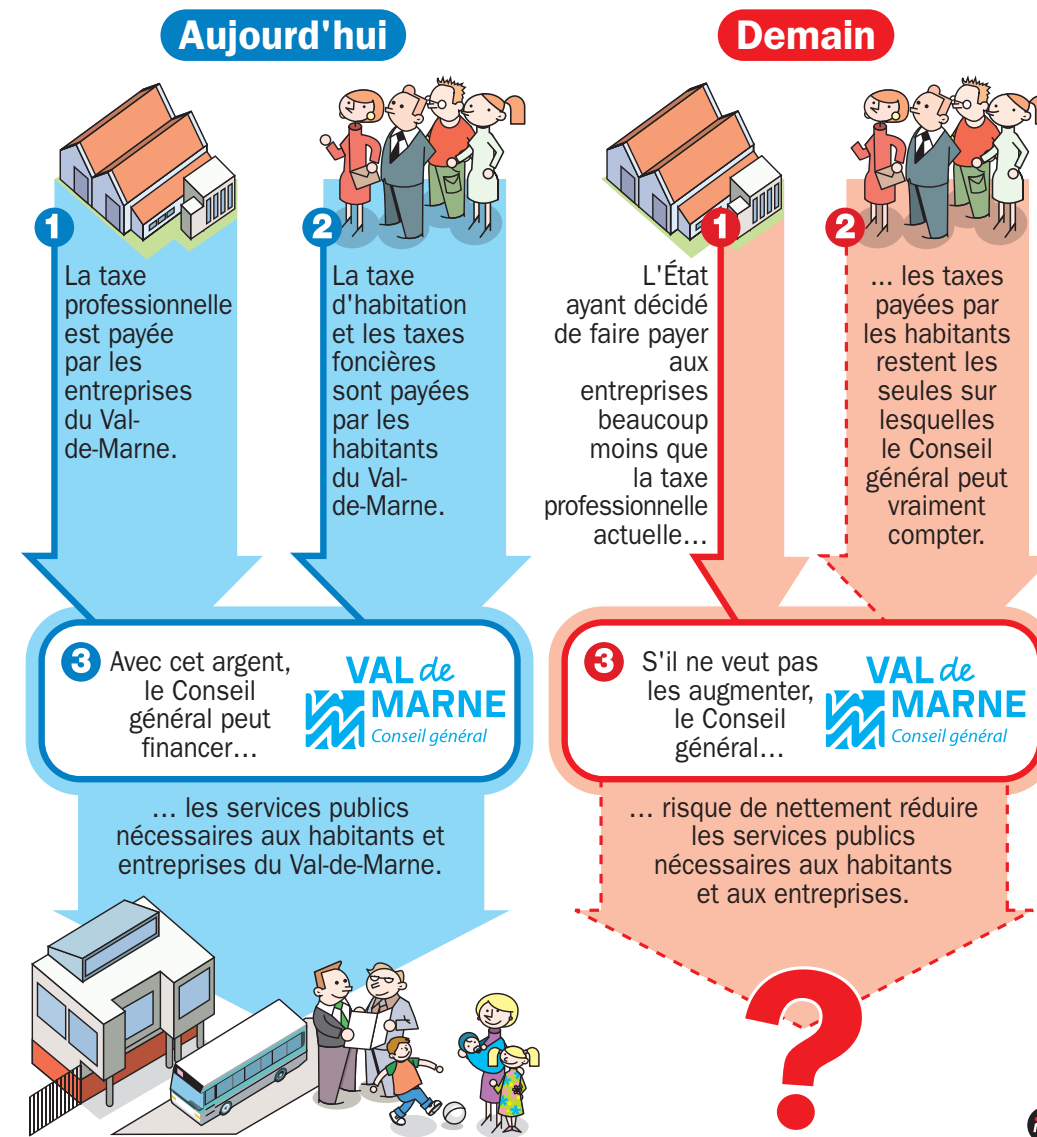 Aujourd'hui
1
La taxe
professionnelle
est payée
par les
entreprises
du Val-
de-Marne.
2
La taxe
d'habitation
et les taxes
foncières
sont payées
par les
habitants
du Val-
de-Marne.
3
Avec cet argent,
le Conseil
général peut
financer...
VAL de
MARNE
Conseil général
... les services publics
nécessaires aux habitants et
entreprises du Val-de-Marne.
Demain
1
L'État
ayant décidé
de faire payer
aux
entreprises
beaucoup
moins que
la taxe
professionnelle
actuelle...
2
... les taxes
payées par
les habitants
restent les
seules sur
lesquelles
le Conseil
général peut
vraiment
compter.
3
S'il ne veut pas
les augmenter,
le Conseil
général...
VAL de
MARNE
Conseil général
... risque de nettement réduire
les services publics
nécessaires aux habitants
et aux entreprises.
?